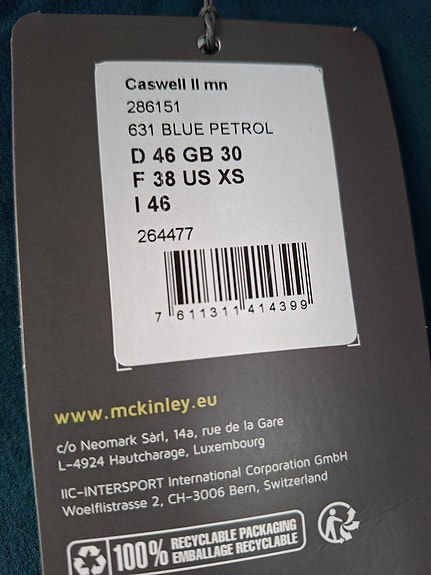 Caswell II mn
286151
631 BLUE PETROL
D 46 GB 30
F 38 US XS
I 46
264477
7 611311 414399
www.mckinley.eu
c/o Neomark Sàrl, 14a, rue de la Gare
L-4924 Hautcharage, Luxembourg
IIC-INTERSPORT International Corporation GmbH
Woelflistrasse 2, CH-3006 Bern, Switzerland
100% RECYCLABLE PACKAGING
EMBALLAGE RECYCLABLE